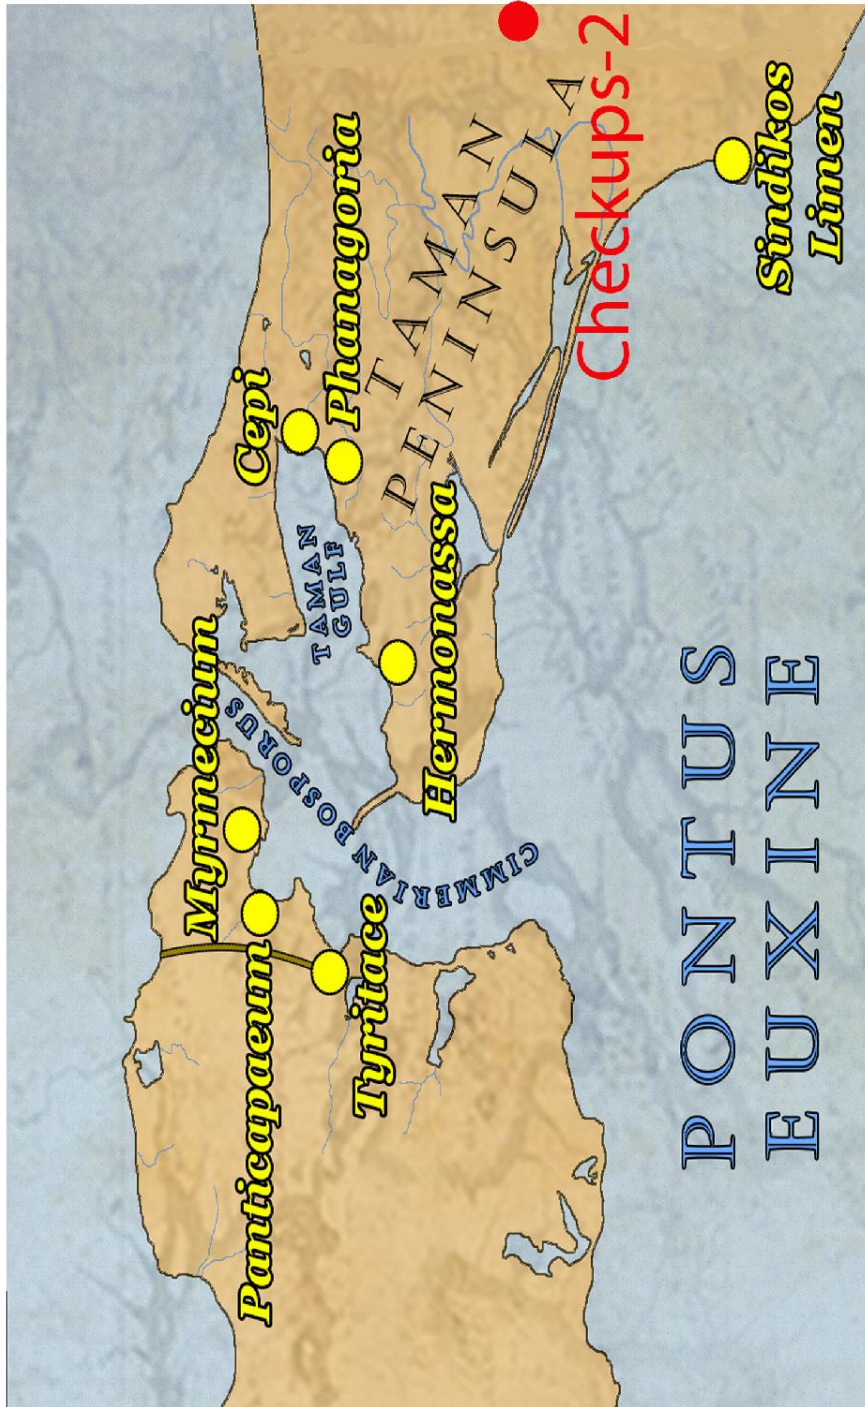 Myrmecium
Panticapaeum
Tyritace
CIMMERIAN BOSPORUS
TAMAN
GULF
Cepi
Phanagoria
Hermonassa
TAMAN
PENINSULA
Checkups-2
Sindikos
Limen
PONTUS
EUXINE